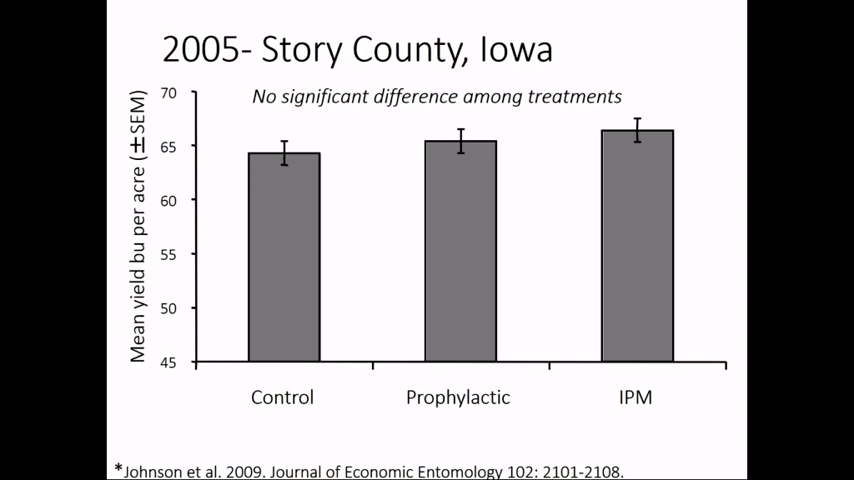 2005- Story County, Iowa
No significant difference among treatments
Mean yield bu per acre (±SEM)
70
65
60
55
50
45
Control Prophylactic IPM
*Johnson et al. 2009. Journal of Economic Entomology 102: 2101-2108.